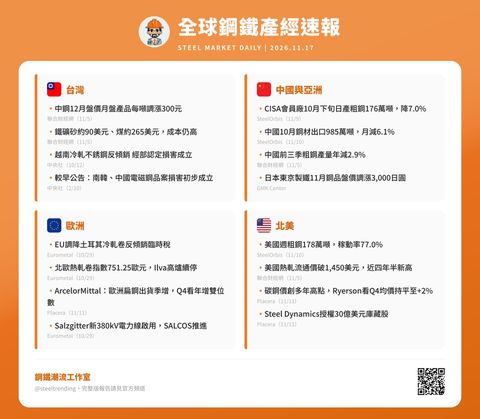 全球鋼鐵產經速報
STEEL MARKET DAILY | 2026.11.17
台灣
• 中鋼12月盤價月盤產品每噸調漲300元
聯合財經網（11/5）
• 鐵礦砂約90美元、煤約265美元，成本仍高
聯合財經網（11/5）
• 越南冷軋不銹鋼反傾銷 經部認定損害成立
中央社（10/12）
• 較早公告：南韓、中國電磁鋼品案損害初步成立
中央社（2/10）
中國與亞洲
• CISA會員廠10月下旬日產粗鋼176萬噸，降7.0%
SteelOrbis（11/9）
• 中國10月鋼材出口985萬噸，月減6.1%
SteelOrbis（11/10）
• 中國前三季粗鋼產量年減2.9%
聯合財經網（11/5）
• 日本東京製鐵11月鋼品盤價調漲3,000日圓
GMK Center
歐洲
• EU調降土耳其冷軋卷反傾銷臨時稅
Eurometal（10/29）
• 北歐熱軋卷指數751.25歐元，Ilva高爐續停
Eurometal（10/29）
• ArcelorMittal：歐洲扁鋼出貨季增，Q4看年增雙位
數
Placera（11/11）
• Salzgitter新380kV電力線啟用，SALCOS推進
Eurometal（10/29）
北美
• 美國週粗鋼178萬噸，稼動率77.0%
SteelOrbis（11/10）
• 美國熱軋流通價破1,450美元，近四年半新高
聯合財經網（11/5）
• 碳鋼價創多年高點，Ryerson看Q4均價持平至+2%
Placera（11/11）
• Steel Dynamics授權30億美元庫藏股
Placera（11/11）
鋼鐵潮流工作室
@steeltrending・完整版報告請見官方頻道